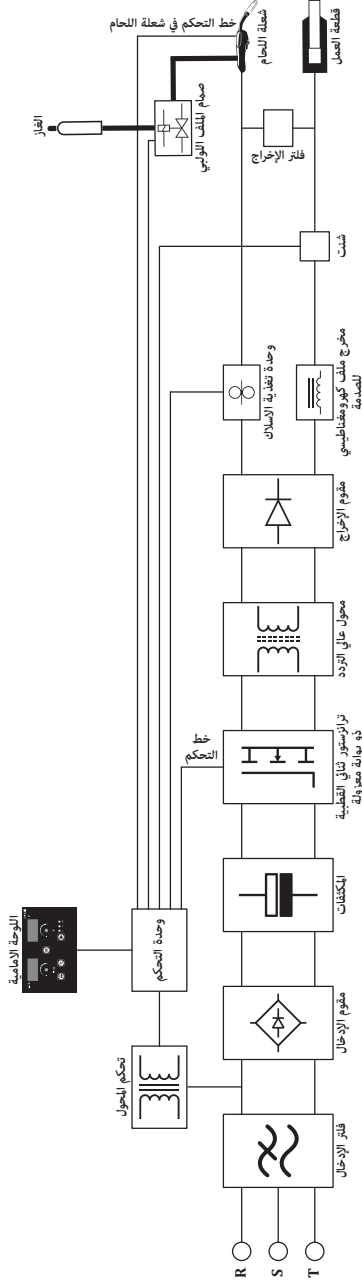 R
S
T
فلتر الإدخال
مقوم الإدخال
المكثفات
ترانزستور ثنائي القطبية
ذو بوابة معزولة
محول عالي التردد
مقوم الإخراج
مخرج ملف كهرومغناطيسي
للصدمة
شنت
قطعة العمل
تحكم المحول
وحدة التحكم
اللوحة الامامية
خط
التحكم
وحدة تغذية الاسلاك
فلتر الإخراج
شعلة اللحام
خط التحكم في شعلة اللحام
صمام الملف اللولبي
الغاز